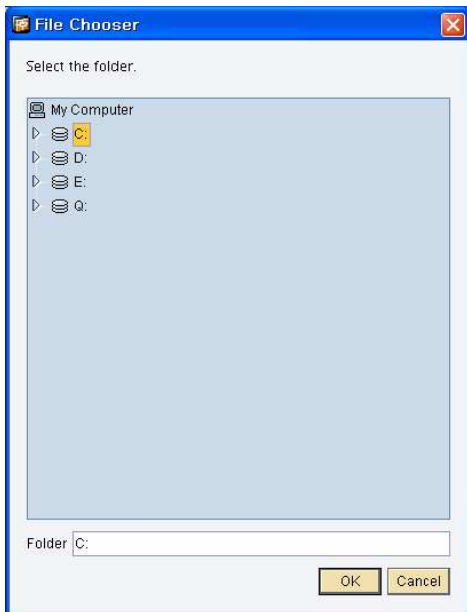 File Chooser
Select the folder.
My Computer
C:
D:
E:
Q:
Folder C:
OK Cancel